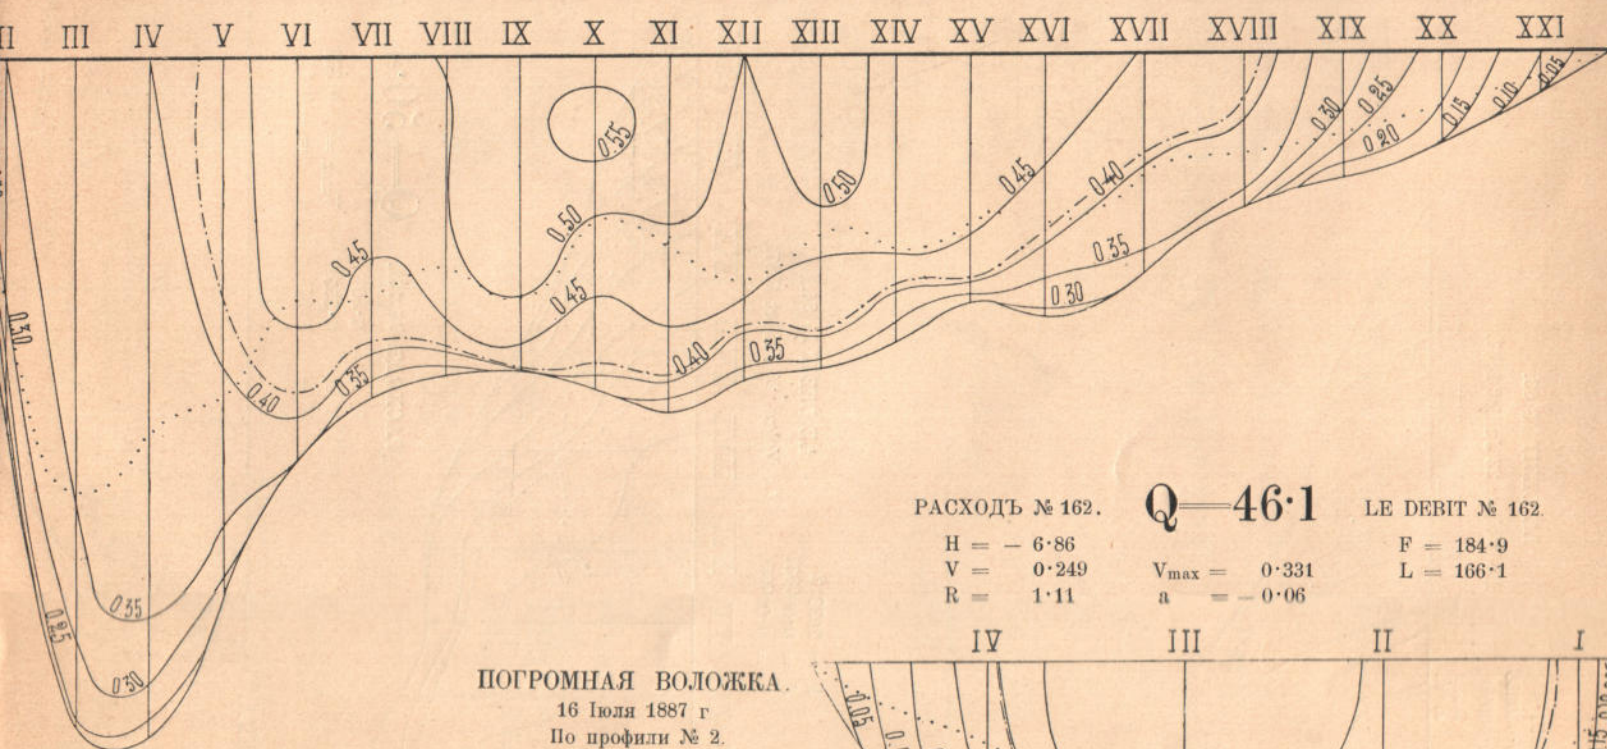 II III IV V VI VII VIII IX X XI XII XIII XIV XV XVI XVII XVIII XIX XX XXI
0.55
0.50
0.50
0.45
0.45
0.45
0.40
0.35
0.30
0.30
0.25
0.20
0.15
0.10
0.05
0.30
0.40
0.35
0.40
0.35
0.35
0.30
0.25
РАСХОДЪ № 162. Q=46·1 LE DEBIT № 162.
H = – 6·86 F = 184·9
V = 0·249 Vmax = 0·331 L = 166·1
R = 1·11 a = – 0·06
IV III II I
ПОГРОМНАЯ ВОЛОЖКА.
16 Іюля 1887 г
По профили № 2.
0.05